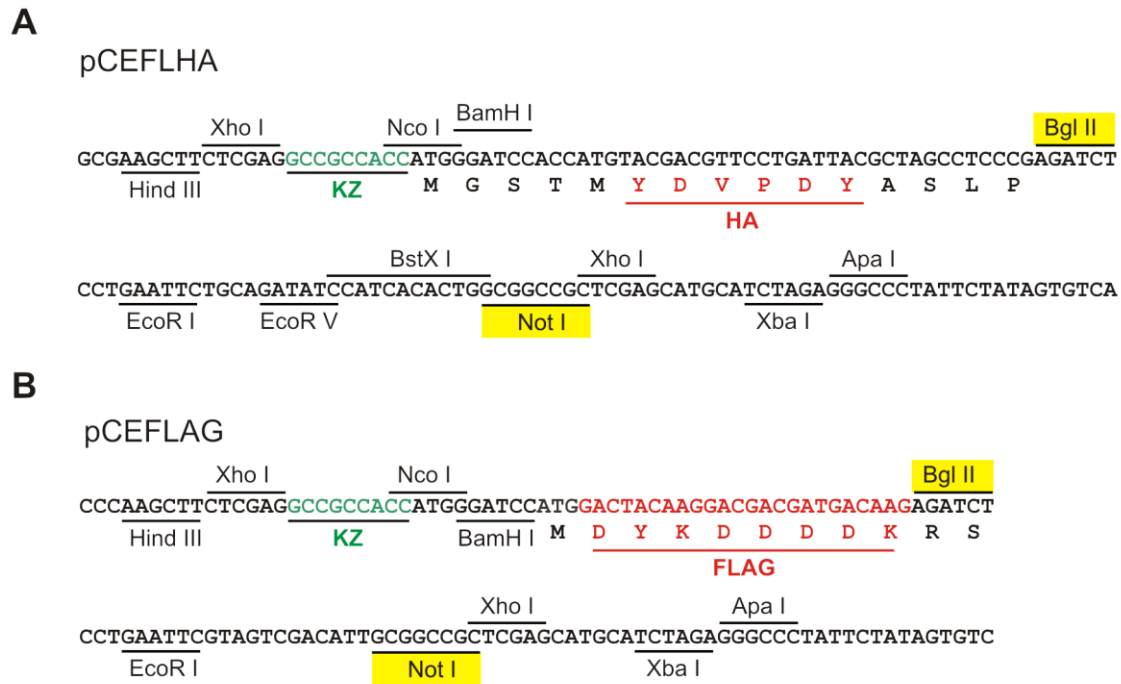 A
pCEFLHA
BamH I
Xho I Nco I Bgl II
GCGAAGCTTCTCGAGGCCGCCACCATGGGATCCACCATGTACGACGTTCCTGATTACGCTAGCCTCCCGAGATCT
Hind III KZ M G S T M Y D V P D Y A S L P
HA
BstX I Xho I Apa I
CCTGAATTCTGCAGATATCCATCACACTGGCGGCCGCTCGAGCATGCATCTAGAGGGCCCTATTCTATAGTGTCA
EcoR I EcoR V Not I Xba I
B
pCEFLAG
Xho I Nco I Bgl II
CCCAAGCTTCTCGAGGCCGCCACCATGGGATCCATGGACTACAAGGACGACGATGACAAGAGATCT
Hind III KZ BamH I M D Y K D D D D K R S
FLAG
Xho I Apa I
CCTGAATTCGTAGTCGACATTGCGGCCGCTCGAGCATGCATCTAGAGGGCCCTATTCTATAGTGTC
EcoR I Not I Xba I